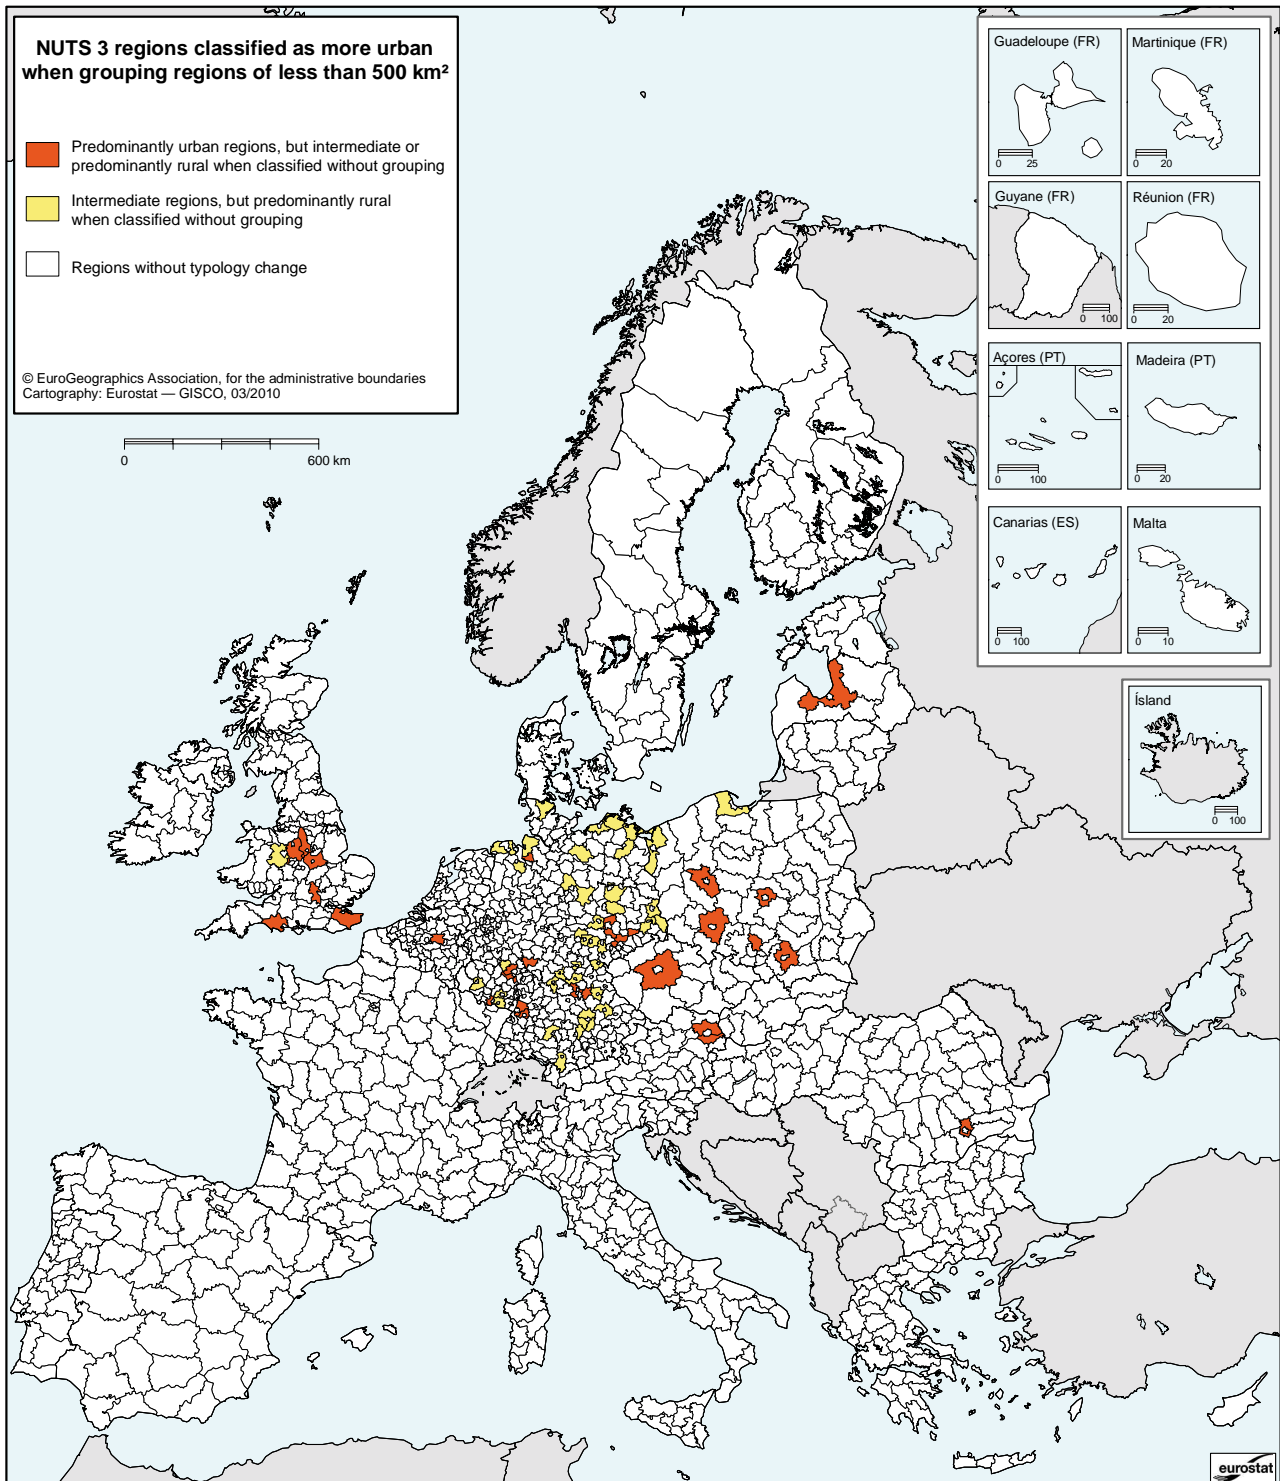 NUTS 3 regions classified as more urban
when grouping regions of less than 500 km²
Predominantly urban regions, but intermediate or
predominantly rural when classified without grouping
Intermediate regions, but predominantly rural
when classified without grouping
Regions without typology change
© EuroGeographics Association, for the administrative boundaries
Cartography: Eurostat — GISCO, 03/2010
0 600 km
Guadeloupe (FR)
0 25
Martinique (FR)
0 20
Guyane (FR)
0 100
Réunion (FR)
0 20
Açores (PT)
0 100
Madeira (PT)
0 20
Canarias (ES)
0 100
Malta
0 10
Ísland
0 100
eurostat